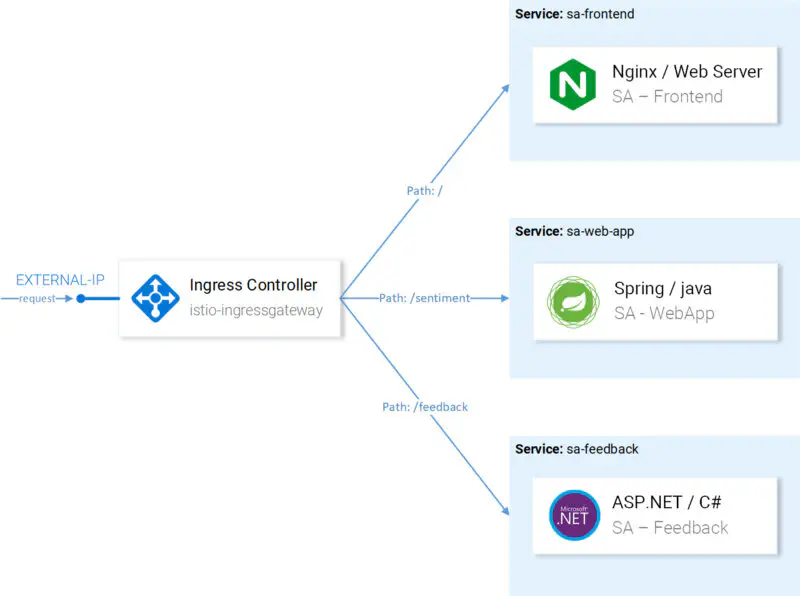 Service: sa-frontend
Nginx / Web Server
SA – Frontend
Path: /
Service: sa-web-app
EXTERNAL-IP
request
Ingress Controller
istio-ingressgateway
Path: /sentiment
Spring / java
SA - WebApp
Path: /feedback
Service: sa-feedback
Microsoft
.NET
ASP.NET / C#
SA – Feedback